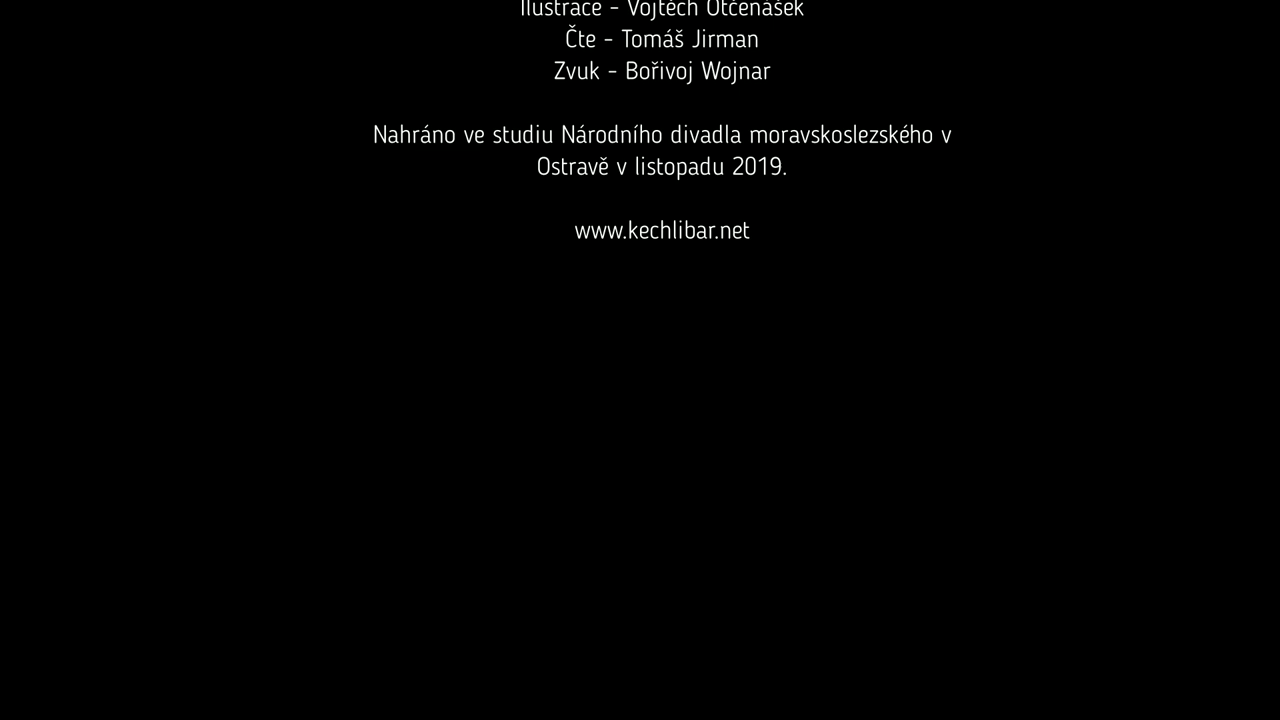 Ilustrace - Vojtěch Otčenášek
Čte - Tomáš Jirman
Zvuk - Bořivoj Wojnar
Nahráno ve studiu Národního divadla moravskoslezského v
Ostravě v listopadu 2019.
www.kechlibar.net